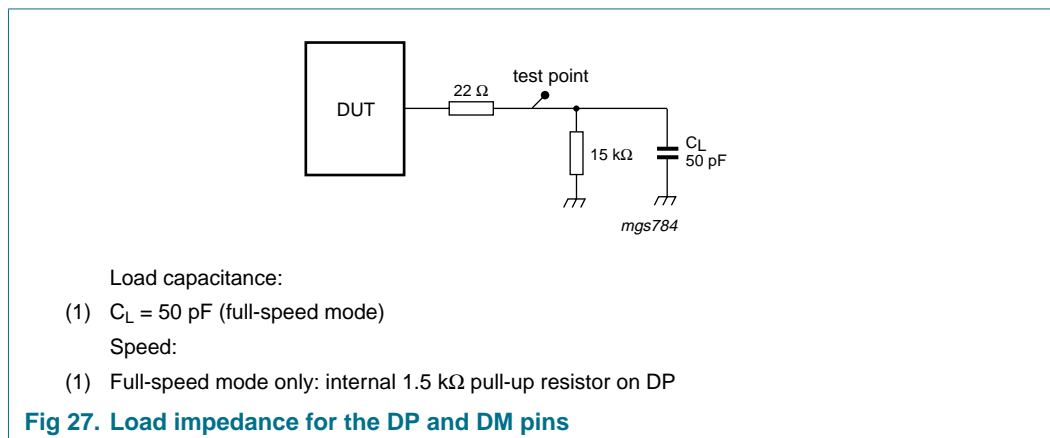 test point
22 Ω
DUT
15 kΩ
CL
50 pF
mgs784
Load capacitance:
(1) CL = 50 pF (full-speed mode)
Speed:
(1) Full-speed mode only: internal 1.5 kΩ pull-up resistor on DP
Fig 27. Load impedance for the DP and DM pins